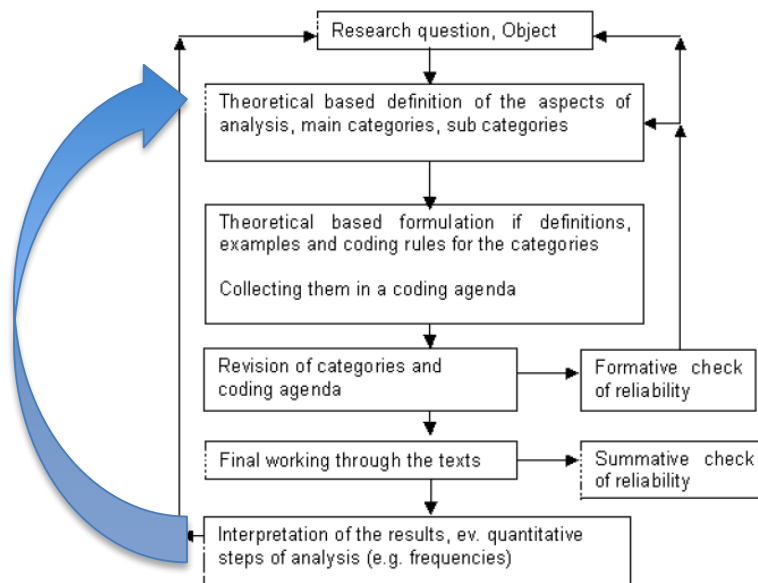 Research question, Object
Theoretical based definition of the aspects of
analysis, main categories, sub categories
Theoretical based formulation if definitions,
examples and coding rules for the categories
Collecting them in a coding agenda
Revision of categories and
coding agenda
Formative check
of reliability
Final working through the texts
Summative check
of reliability
Interpretation of the results, ev. quantitative
steps of analysis (e.g. frequencies)